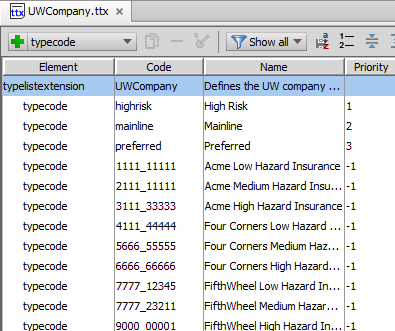 UWCompany.ttx
typecode Show all
Element Code Name Priority
typelistextension UWCompany Defines the UW company ...
typecode highrisk High Risk 1
typecode mainline Mainline 2
typecode preferred Preferred 3
typecode 1111_11111 Acme Low Hazard Insurance -1
typecode 2111_11111 Acme Medium Hazard Insu... -1
typecode 3111_33333 Acme High Hazard Insurance -1
typecode 4111_44444 Four Corners Low Hazard ... -1
typecode 5666_55555 Four Corners Medium Haz... -1
typecode 6666_66666 Four Corners High Hazard... -1
typecode 7777_12345 FifthWheel Low Hazard In... -1
typecode 7777_23211 FifthWheel Medium Hazar... -1
typecode 9000_00001 FifthWheel High Hazard In... -1